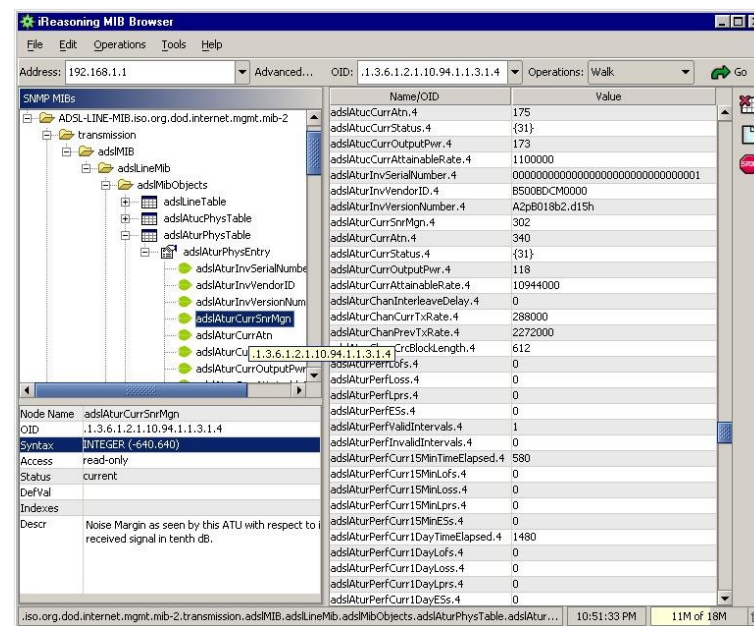 iReasoning MIB Browser
File Edit Operations Tools Help
Address: 192.168.1.1 Advanced... OID: .1.3.6.1.2.1.10.94.1.1.3.1.4 Operations: Walk Go
SNMP MIBs
ADSL-LINE-MIB.iso.org.dod.internet.mgmt.mib-2
transmission
adslMIB
adslLineMib
adslMibObjects
adslLineTable
adslAtucPhysTable
adslAturPhysTable
adslAturPhysEntry
adslAturInvSerialNumbe
adslAturInvVendorID
adslAturInvVersionNum
adslAturCurrSnrMgn
adslAturCurrAtn
adslAturCu
.1.3.6.1.2.1.10.94.1.1.3.1.4
adslAturCurrOutputPwr
Node Name adslAturCurrSnrMgn
OID .1.3.6.1.2.1.10.94.1.1.3.1.4
Syntax INTEGER (-640.640)
Access read-only
Status current
DefVal
Indexes
Descr Noise Margin as seen by this ATU with respect to i
received signal in tenth dB.
Name/OID Value
adslAtucCurrAtn.4 175
adslAtucCurrStatus.4 {31}
adslAtucCurrOutputPwr.4 173
adslAtucCurrAttainableRate.4 1100000
adslAturInvSerialNumber.4 00000000000000000000000000000001
adslAturInvVendorID.4 B500BDCM0000
adslAturInvVersionNumber.4 A2pB018b2.d15h
adslAturCurrSnrMgn.4 302
adslAturCurrAtn.4 340
adslAturCurrStatus.4 {31}
adslAturCurrOutputPwr.4 118
adslAturCurrAttainableRate.4 10944000
adslAturChanInterleaveDelay.4 0
adslAturChanCurrTxRate.4 288000
adslAturChanPrevTxRate.4 2272000
CrcBlockLength.4 612
adslAturPerfLofs.4 0
adslAturPerfLoss.4 0
adslAturPerfLprs.4 0
adslAturPerfESs.4 0
adslAturPerfValidIntervals.4 1
adslAturPerfInvalidIntervals.4 0
adslAturPerfCurr15MinTimeElapsed.4 580
adslAturPerfCurr15MinLofs.4 0
adslAturPerfCurr15MinLoss.4 0
adslAturPerfCurr15MinLprs.4 0
adslAturPerfCurr15MinESs.4 0
adslAturPerfCurr1DayTimeElapsed.4 1480
adslAturPerfCurr1DayLofs.4 0
adslAturPerfCurr1DayLoss.4 0
adslAturPerfCurr1DayLprs.4 0
adslAturPerfCurr1DayESs.4 0
.iso.org.dod.internet.mgmt.mib-2.transmission.adslMIB.adslLineMib.adslMibObjects.adslAturPhysTable.adslAtur... 10:51:33 PM 11M of 18M